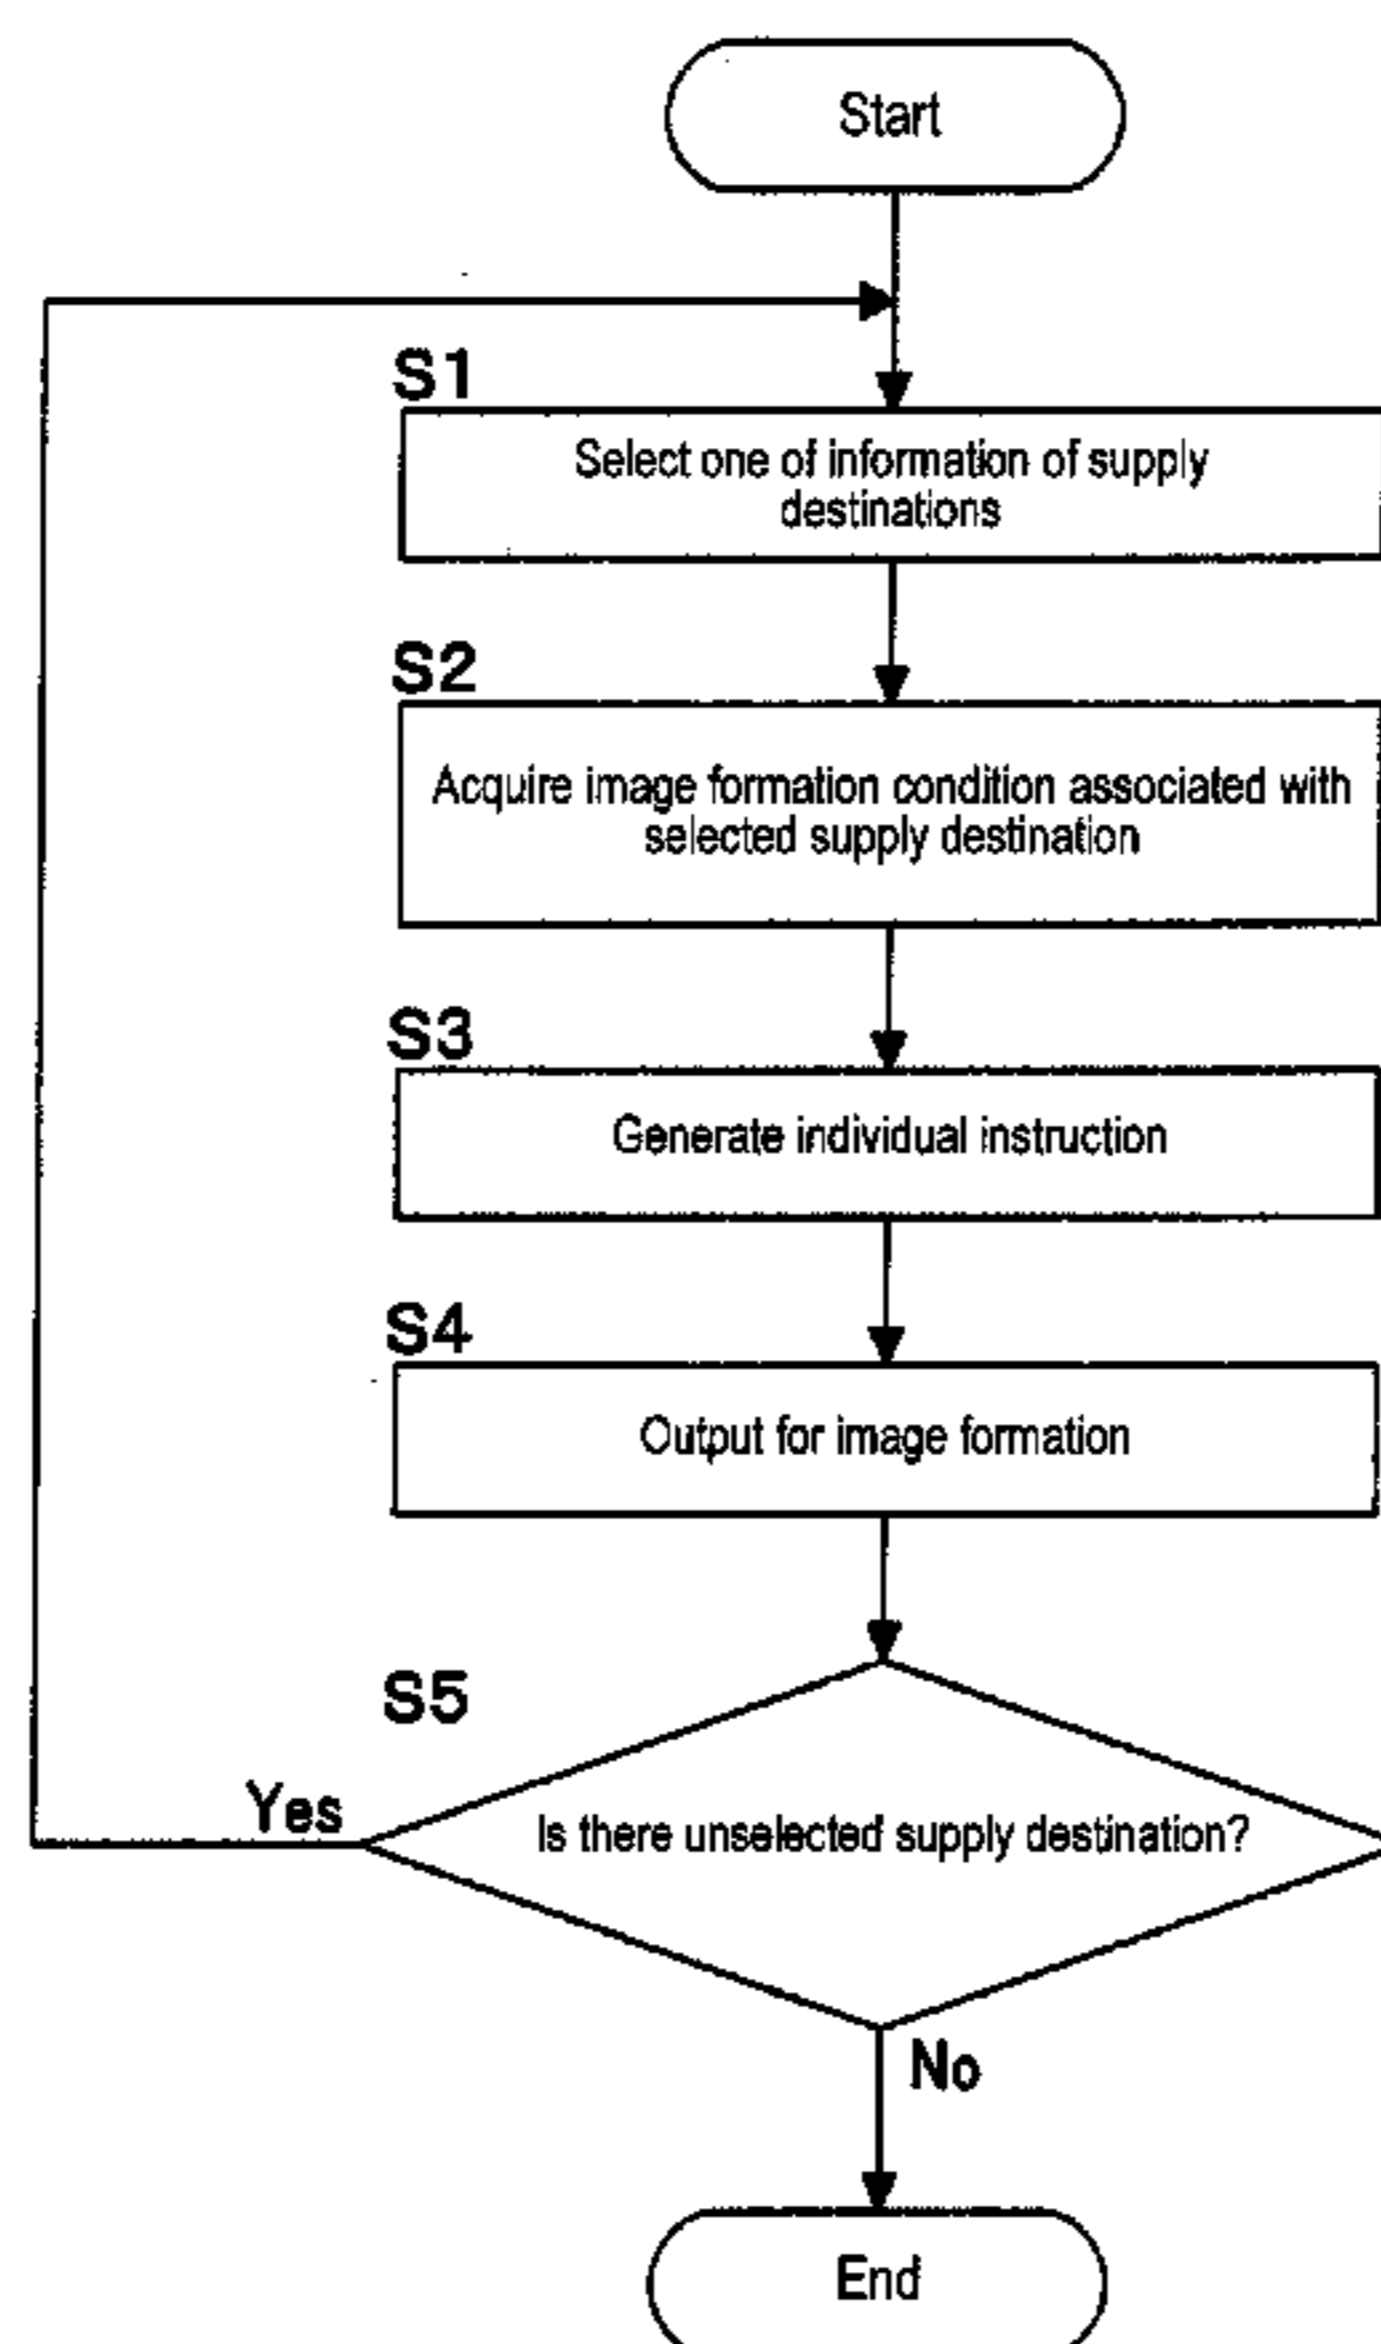 Start
S1
Select one of information of supply
destinations
S2
Acquire image formation condition associated with
selected supply destination
S3
Generate individual instruction
S4
Output for image formation
S5
Yes
Is there unselected supply destination?
No
End